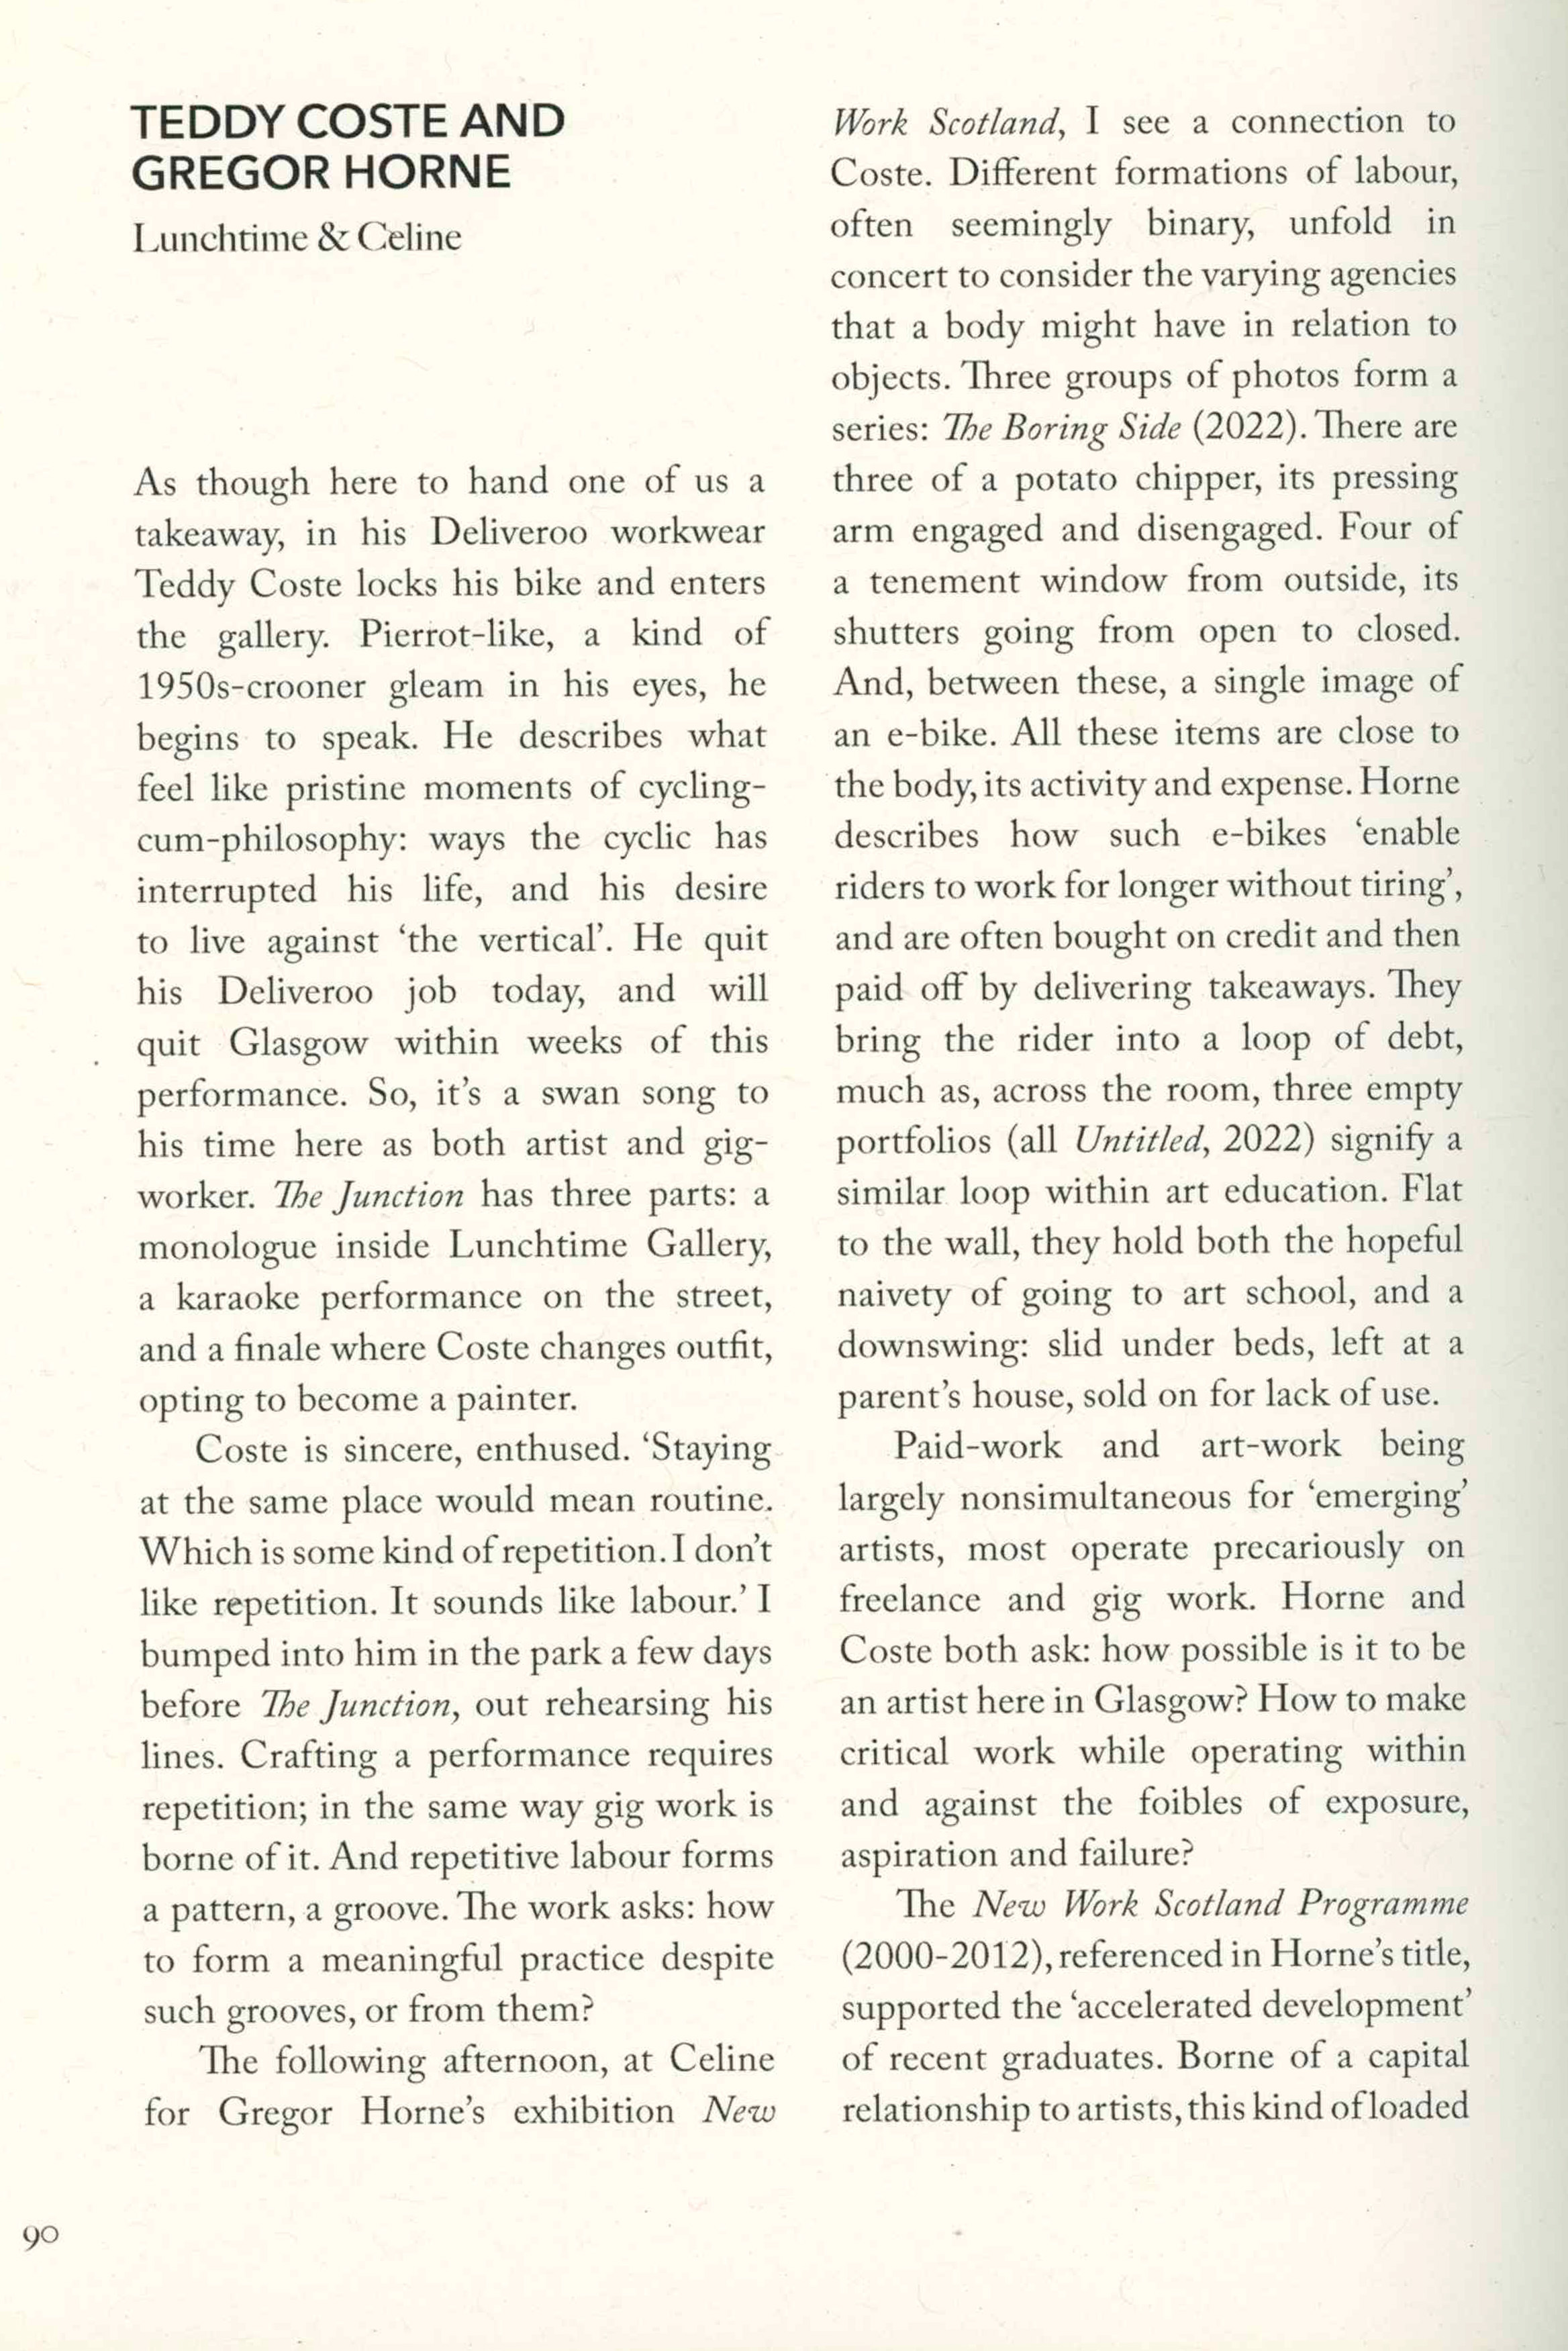 TEDDY COSTE AND
GREGOR HORNE
Lunchtime & Celine
As though here to hand one of us a
takeaway, in his Deliveroo workwear
Teddy Coste locks his bike and enters
the gallery. Pierrot-like, a kind of
1950s-crooner gleam in his eyes, he
begins to speak. He describes what
feel like pristine moments of cycling-
cum-philosophy: ways the cyclic has
interrupted his life, and his desire
to live against ‘the vertical’. He quit
his Deliveroo job today, and will
quit Glasgow within weeks of this
performance. So, it’s a swan song to
his time here as both artist and gig-
worker. The Junction has three parts: a
monologue inside Lunchtime Gallery,
a karaoke performance on the street,
and a finale where Coste changes outfit,
opting to become a painter.
Coste is sincere, enthused. ‘Staying
at the same place would mean routine.
Which is some kind of repetition. I don’t
like repetition. It sounds like labour.’ I
bumped into him in the park a few days
before The Junction, out rehearsing his
lines. Crafting a performance requires
repetition; in the same way gig work is
borne of it. And repetitive labour forms
a pattern, a groove. The work asks: how
to form a meaningful practice despite
such grooves, or from them?
The following afternoon, at Celine
for Gregor Horne’s exhibition New
Work Scotland, I see a connection to
Coste. Different formations of labour,
often seemingly binary, unfold in
concert to consider the varying agencies
that a body might have in relation to
objects. Three groups of photos form a
series: The Boring Side (2022). There are
three of a potato chipper, its pressing
arm engaged and disengaged. Four of
a tenement window from outside, its
shutters going from open to closed.
And, between these, a single image of
an e-bike. All these items are close to
the body, its activity and expense. Horne
describes how such e-bikes ‘enable
riders to work for longer without tiring’,
and are often bought on credit and then
paid off by delivering takeaways. They
bring the rider into a loop of debt,
much as, across the room, three empty
portfolios (all Untitled, 2022) signify a
similar loop within art education. Flat
to the wall, they hold both the hopeful
naivety of going to art school, and a
downswing: slid under beds, left at a
parent’s house, sold on for lack of use.
Paid-work and art-work being
largely nonsimultaneous for ‘emerging’
artists, most operate precariously on
freelance and gig work. Horne and
Coste both ask: how possible is it to be
an artist here in Glasgow? How to make
critical work while operating within
and against the foibles of exposure,
aspiration and failure?
The New Work Scotland Programme
(2000-2012), referenced in Horne’s title,
supported the ‘accelerated development’
of recent graduates. Borne of a capital
relationship to artists, this kind of loaded
90